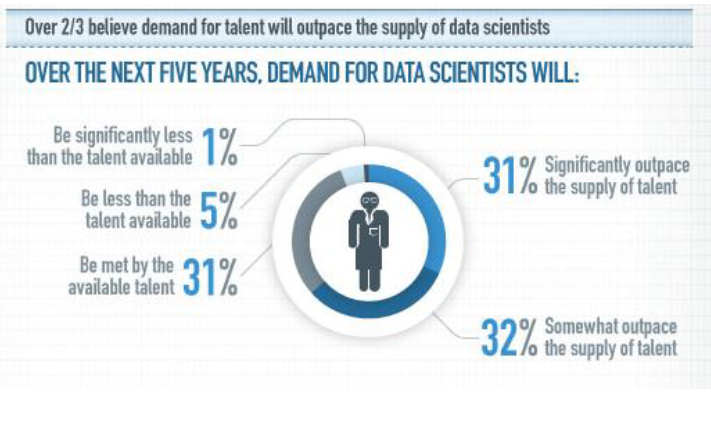 Over 2/3 believe demand for talent will outpace the supply of data scientists
OVER THE NEXT FIVE YEARS, DEMAND FOR DATA SCIENTISTS WILL:
Be significantly less
than the talent available
1%
Be less than the
talent available
5%
Be met by the
available talent
31%
31%
Significantly outpace
the supply of talent
32%
Somewhat outpace
the supply of talent